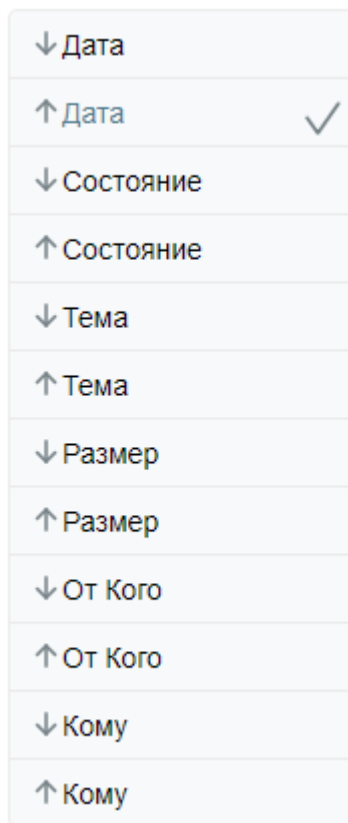 ↓ Дата
↑ Дата
↓ Состояние
↑ Состояние
↓ Тема
↑ Тема
↓ Размер
↑ Размер
↓ От Кого
↑ От Кого
↓ Кому
↑ Кому